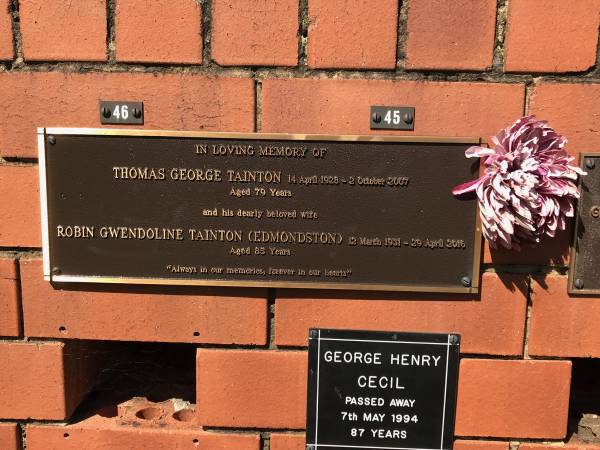 46
45
IN LOVING MEMORY OF
THOMAS GEORGE TAINTON 14 April 1928 - 2 October 2007
Aged 79 Years
and his dearly beloved wife
ROBIN GWENDOLINE TAINTON (EDMONDSTON) 12 March 1931 - 29 April 2016
Aged 85 Years
"Always in our memories, forever in our hearts"
GEORGE HENRY
CECIL
PASSED AWAY
7TH MAY 1994
87 YEARS